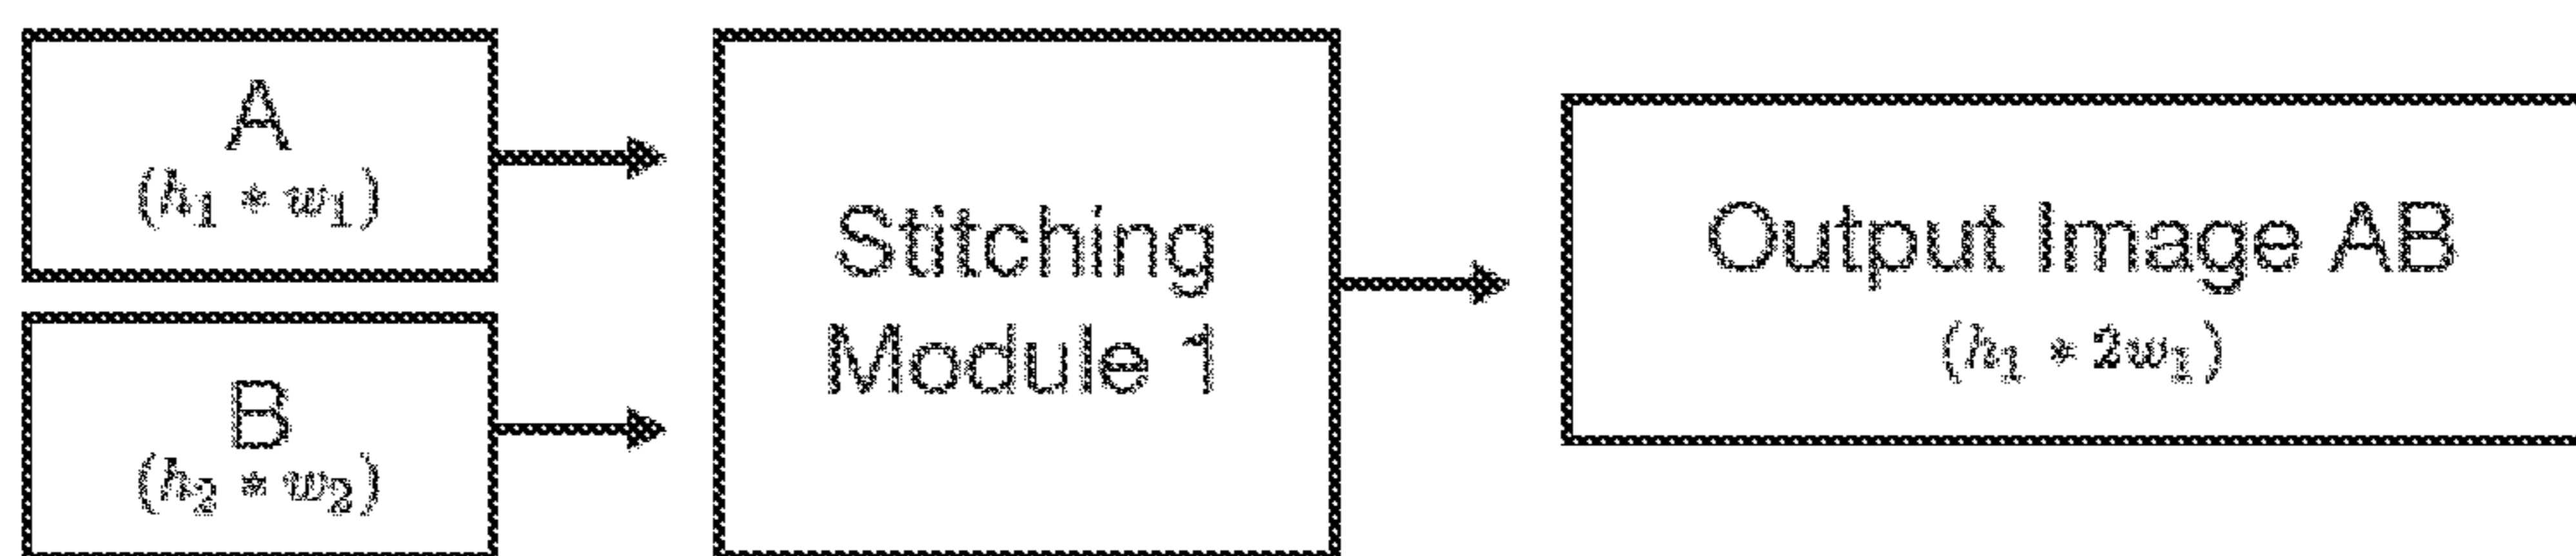 A
(h₁ * w₁)
B
(h₂ * w₂)
Stitching
Module 1
Output Image AB
(h₁ * 2w₁)